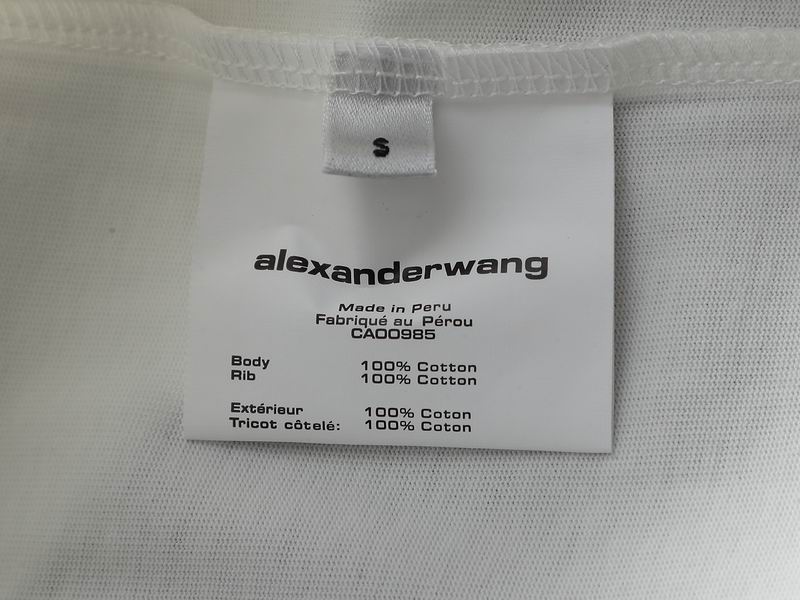 S
alexanderwang
Made in Peru
Fabriqué au Pérou
CA00985
Body 100% Cotton
Rib 100% Cotton
Extérieur 100% Coton
Tricot côtelé: 100% Coton